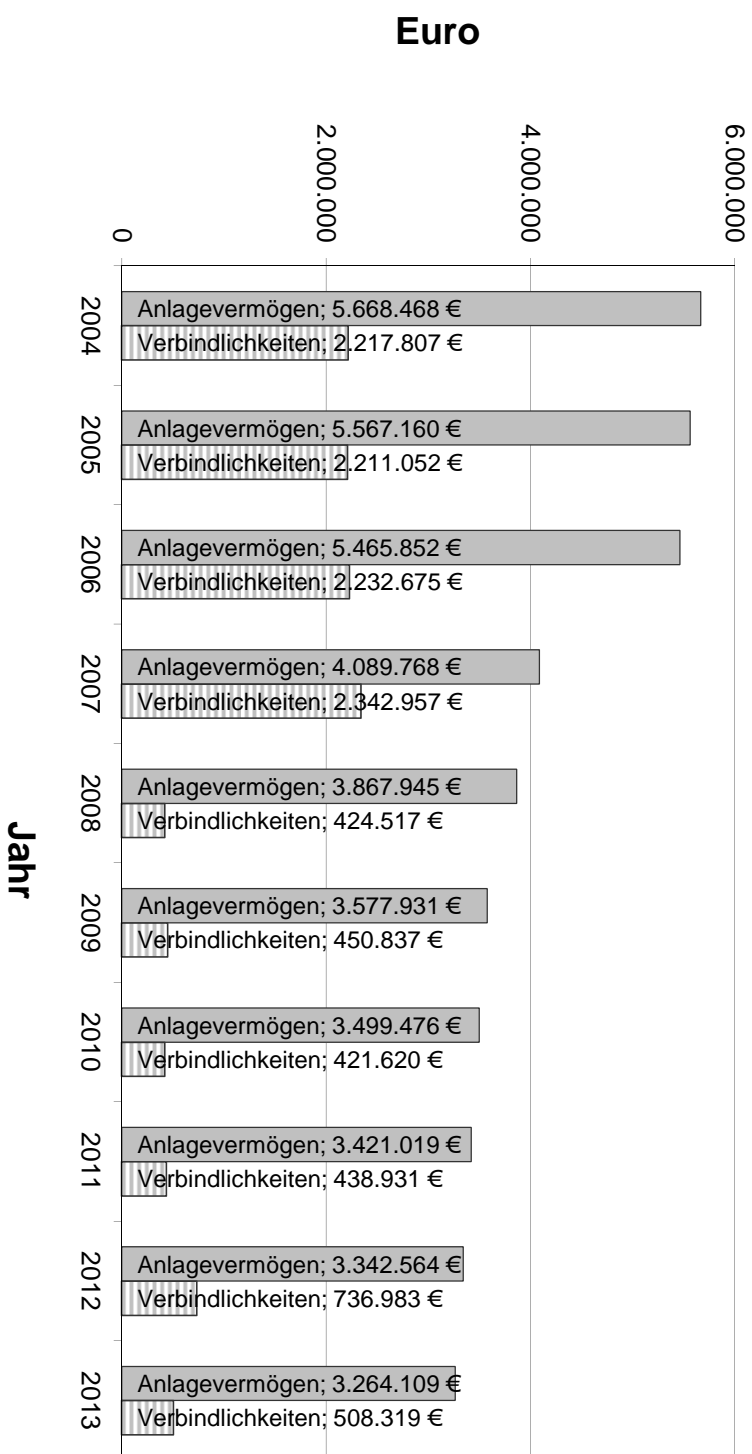 Euro
6.000.000
4.000.000
2.000.000
0
2004
Anlagevermögen; 5.668.468 €
Verbindlichkeiten; 2.217.807 €
2005
Anlagevermögen; 5.567.160 €
Verbindlichkeiten; 2.211.052 €
2006
Anlagevermögen; 5.465.852 €
Verbindlichkeiten; 2.232.675 €
2007
Anlagevermögen; 4.089.768 €
Verbindlichkeiten; 2.342.957 €
2008
Anlagevermögen; 3.867.945 €
Verbindlichkeiten; 424.517 €
2009
Anlagevermögen; 3.577.931 €
Verbindlichkeiten; 450.837 €
2010
Anlagevermögen; 3.499.476 €
Verbindlichkeiten; 421.620 €
2011
Anlagevermögen; 3.421.019 €
Verbindlichkeiten; 438.931 €
2012
Anlagevermögen; 3.342.564 €
Verbindlichkeiten; 736.983 €
2013
Anlagevermögen; 3.264.109 €
Verbindlichkeiten; 508.319 €
Jahr